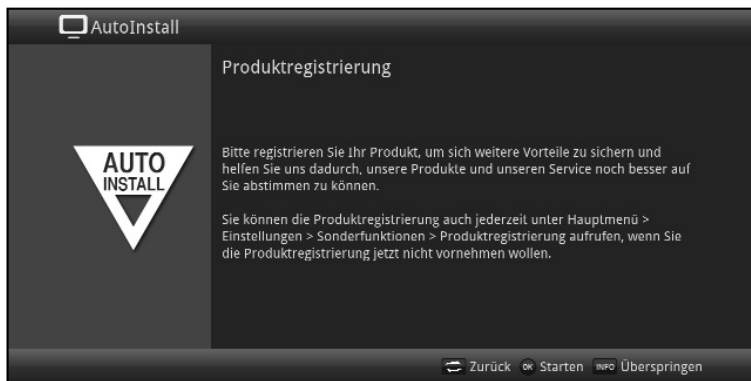 AutoInstall
Produktregistrierung
AUTO
INSTALL
Bitte registrieren Sie Ihr Produkt, um sich weitere Vorteile zu sichern und
helfen Sie uns dadurch, unsere Produkte und unseren Service noch besser auf
Sie abstimmen zu können.
Sie können die Produktregistrierung auch jederzeit unter Hauptmenü >
Einstellungen > Sonderfunktionen > Produktregistrierung aufrufen, wenn Sie
die Produktregistrierung jetzt nicht vornehmen wollen.
Zurück OK Starten INFO Überspringen